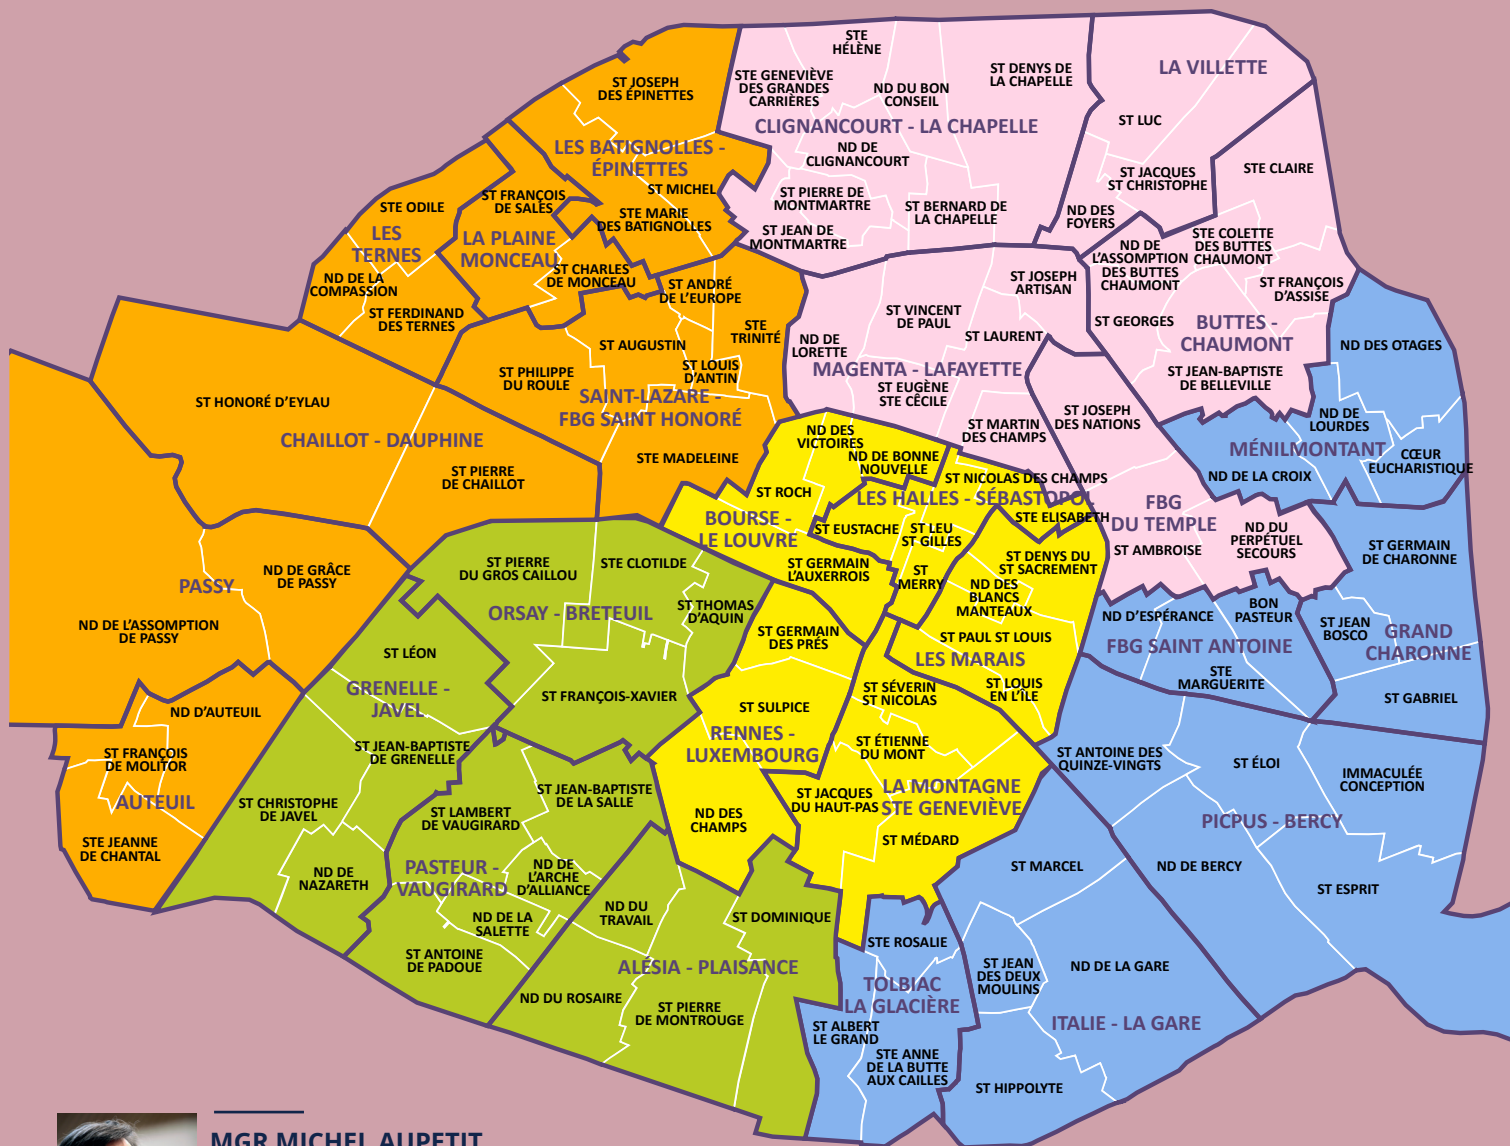 STE
HÉLÈNE
ST JOSEPH
DES ÉPINETTES
STE GENEVIÈVE
DES GRANDES
CARRIÈRES
ND DU BON
CONSEIL
ST DENYS DE
LA CHAPELLE
LA VILLETTE
ST LUC
CLIGNANCOURT - LA CHAPELLE
LES BATIGNOLLES -
ÉPINETTES
ND DE
CLIGNANCOURT
ST JACQUES
ST CHRISTOPHE
STE CLAIRE
ST MICHEL
ST PIERRE DE
MONTMARTRE
ST BERNARD DE
LA CHAPELLE
ND DES
FOYERS
ST FRANÇOIS
DE SALES
STE ODILE
STE MARIE
DES BATIGNOLLES
ST JEAN DE
MONTMARTRE
LES
TERNES
LA PLAINE
MONCEAU
STE COLETTE
DES BUTTES
CHAUMONT
ND DE
L'ASSOMPTION
DES BUTTES
CHAUMONT
ND DE LA
COMPASSION
ST CHARLES
DE MONCEAU
ST ANDRÉ
DE L'EUROPE
ST JOSEPH
ARTISAN
ST FRANÇOIS
D'ASSISE
ST FERDINAND
DES TERNES
ST VINCENT
DE PAUL
ST GEORGES
BUTTES -
CHAUMONT
STE
TRINITÉ
ST AUGUSTIN
ND DE
LORETTE
ST LAURENT
ND DES OTAGES
ST PHILIPPE
DU ROULE
ST LOUIS
D'ANTIN
MAGENTA - LAFAYETTE
ST EUGÈNE
STE CÉCILE
ST JEAN-BAPTISTE
DE BELLEVILLE
ST HONORÉ D'EYLAU
SAINT-LAZARE -
FBG SAINT HONORÉ
ST JOSEPH
DES NATIONS
ND DE
LOURDES
CHAILLOT - DAUPHINE
ND DES
VICTOIRES
ST MARTIN
DES CHAMPS
MÉNILMONTANT
CŒUR
EUCHARISTIQUE
STE MADELEINE
ND DE BONNE
NOUVELLE
ST PIERRE
DE CHAILLOT
ST NICOLAS DES CHAMPS
ND DE LA CROIX
ST ROCH
LES HALLES - SÉBASTOPOL
FBG
DU TEMPLE
BOURSE -
LE LOUVRE
STE ELISABETH
ST EUSTACHE
ST LEU
ST GILLES
ND DU
PERPÉTUEL
SECOURS
ST AMBROISE
ST GERMAIN
DE CHARONNE
ST PIERRE
DU GROS CAILLOU
STE CLOTILDE
ST GERMAIN
L'AUXERROIS
ST
MERRY
ST DENYS DU
ST SACREMENT
ND DE GRÂCE
DE PASSY
PASSY
ND DES
BLANCS
MANTEAUX
ORSAY - BRETEUIL
ST THOMAS
D'AQUIN
ND D'ESPÉRANCE
BON
PASTEUR
ND DE L'ASSOMPTION
DE PASSY
ST GERMAIN
DES PRÉS
ST PAUL ST LOUIS
FBG SAINT ANTOINE
ST JEAN
BOSCO
GRAND
CHARONNE
ST LÉON
LES MARAIS
STE
MARGUERITE
GRENELLE -
JAVEL
ST FRANÇOIS-XAVIER
ST SÉVERIN
ST NICOLAS
ST LOUIS
EN L'ÎLE
ST GABRIEL
ND D'AUTEUIL
ST SULPICE
ST FRANÇOIS
DE MOLITOR
ST JEAN-BAPTISTE
DE GRENELLE
RENNES -
LUXEMBOURG
ST ÉTIENNE
DU MONT
ST ANTOINE DES
QUINZE-VINGTS
ST ÉLOI
IMMACULÉE
CONCEPTION
AUTEUIL
ST CHRISTOPHE
DE JAVEL
ST JEAN-BAPTISTE
DE LA SALLE
ST JACQUES
DU HAUT-PAS
LA MONTAGNE
STE GENEVIÈVE
ST LAMBERT
DE VAUGIRARD
ND DES
CHAMPS
PICPUS - BERCY
STE JEANNE
DE CHANTAL
ST MÉDARD
ND DE
NAZARETH
PASTEUR -
VAUGIRARD
ND DE
L'ARCHE
D'ALLIANCE
ST MARCEL
ND DE BERCY
ST ESPRIT
ND DE LA
SALETTE
ND DU
TRAVAIL
ST DOMINIQUE
STE ROSALIE
ST ANTOINE
DE PADOUE
ALÉSIA - PLAISANCE
ST JEAN
DES DEUX
MOULINS
ND DE LA GARE
TOLBIAC
LA GLACIÈRE
ND DU ROSAIRE
ST PIERRE
DE MONTROUGE
ST ALBERT
LE GRAND
ITALIE - LA GARE
STE ANNE
DE LA BUTTE
AUX CAILLES
ST HIPPOLYTE
MGR MICHEL AUPETIT